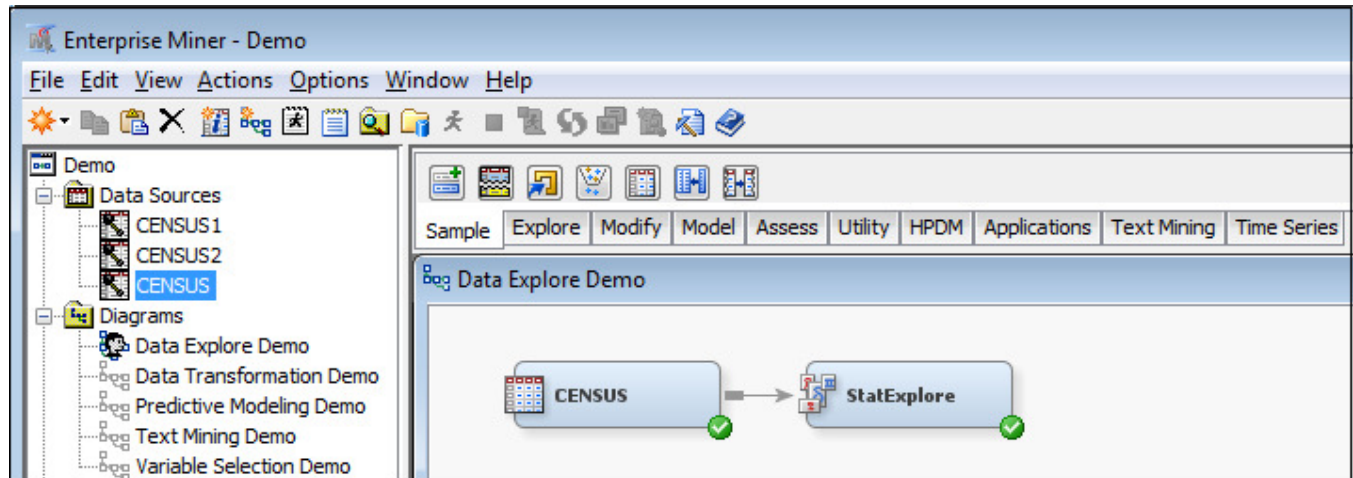 Enterprise Miner - Demo
File Edit View Actions Options Window Help
Demo
Data Sources
CENSUS1
CENSUS2
CENSUS
Diagrams
Data Explore Demo
Data Transformation Demo
Predictive Modeling Demo
Text Mining Demo
Variable Selection Demo
Sample Explore Modify Model Assess Utility HPDM Applications Text Mining Time Series
Data Explore Demo
CENSUS
StatExplore